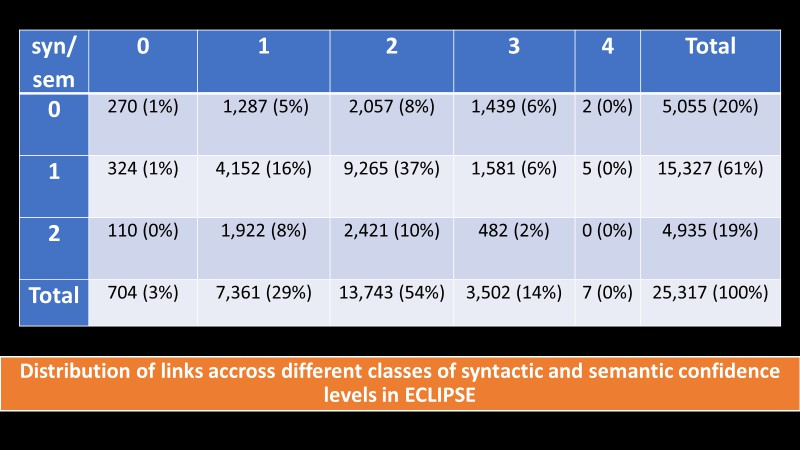 syn/ 0 1 2 3 4 Total
sem
0 270 (1%) 1,287 (5%) 2,057 (8%) 1,439 (6%) 2 (0%) 5,055 (20%)
1 324 (1%) 4,152 (16%) 9,265 (37%) 1,581 (6%) 5 (0%) 15,327 (61%)
2 110 (0%) 1,922 (8%) 2,421 (10%) 482 (2%) 0 (0%) 4,935 (19%)
Total 704 (3%) 7,361 (29%) 13,743 (54%) 3,502 (14%) 7 (0%) 25,317 (100%)
Distribution of links accross different classes of syntactic and semantic confidence
levels in ECLIPSE